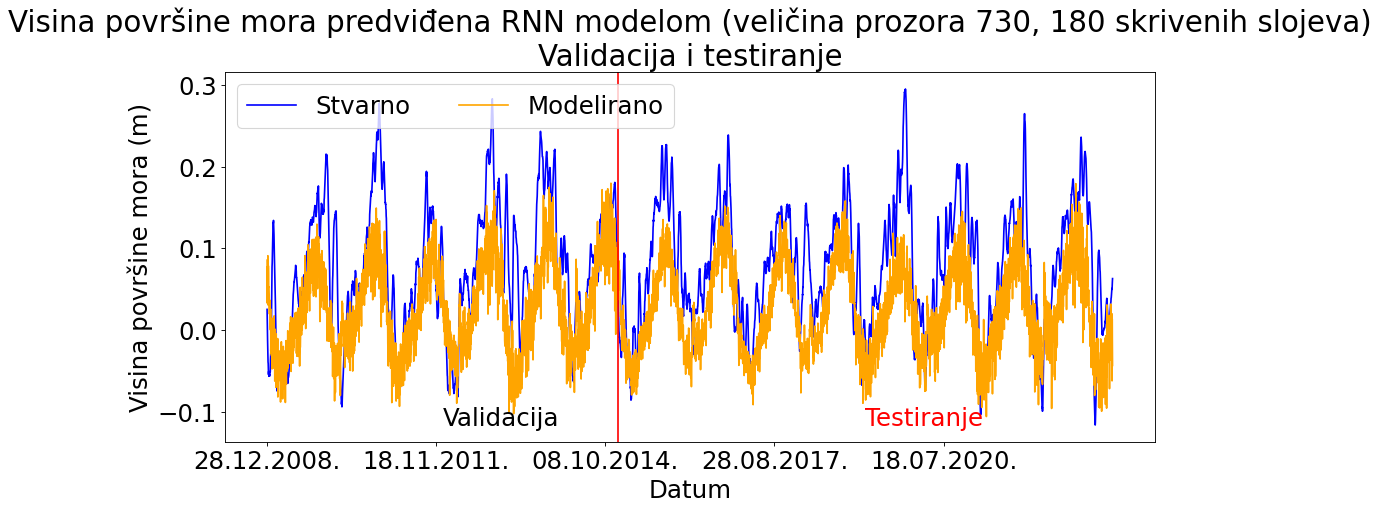 Visina površine mora predviđena RNN modelom (veličina prozora 730, 180 skrivenih slojeva)
Validacija i testiranje
Stvarno Modelirano
Visina površine mora (m)
0.3
0.2
0.1
0.0
−0.1
Validacija Testiranje
28.12.2008. 18.11.2011. 08.10.2014. 28.08.2017. 18.07.2020.
Datum